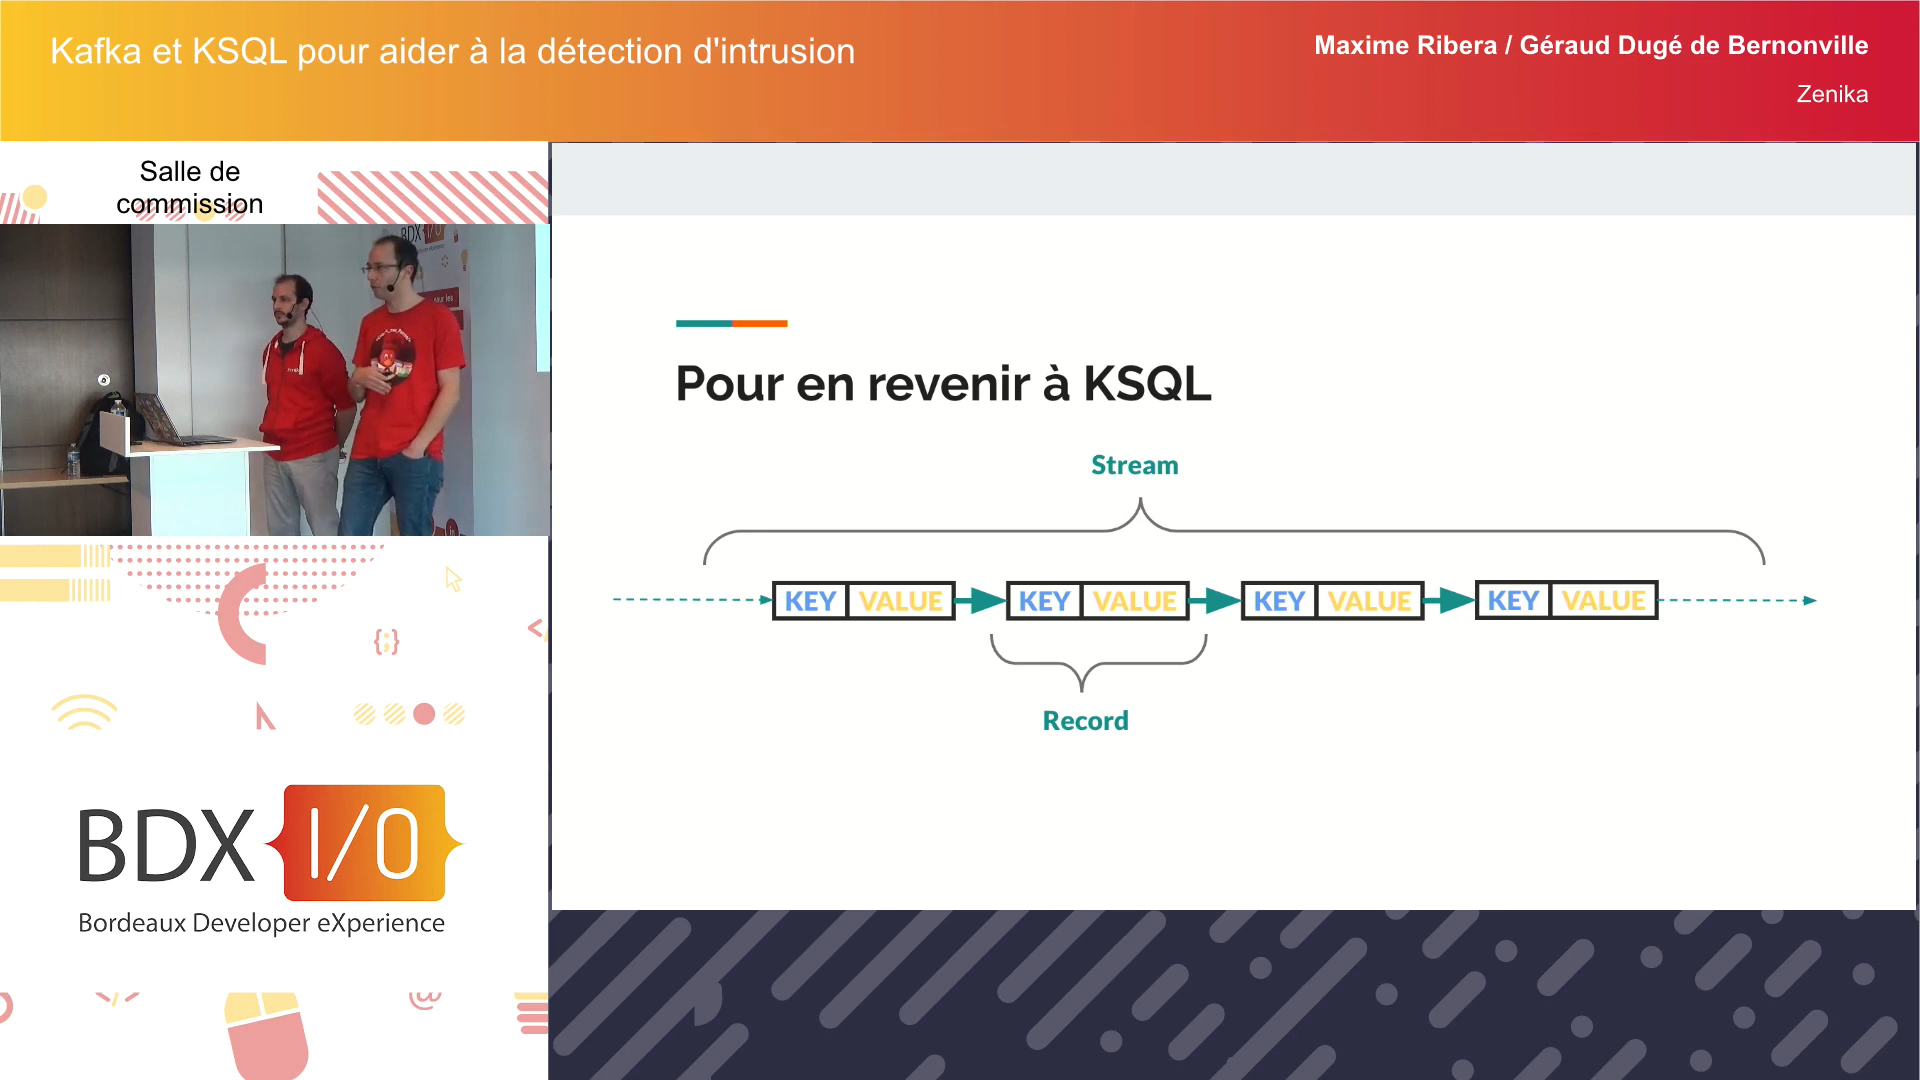 Kafka et KSQL pour aider à la détection d'intrusion
Maxime Ribera / Géraud Dugé de Bernonville
Zenika
Salle de
commission
BDX I/O
Pour en revenir à KSQL
Stream
KEY VALUE KEY VALUE KEY VALUE KEY VALUE
Record
BDX I/O
Bordeaux Developer eXperience